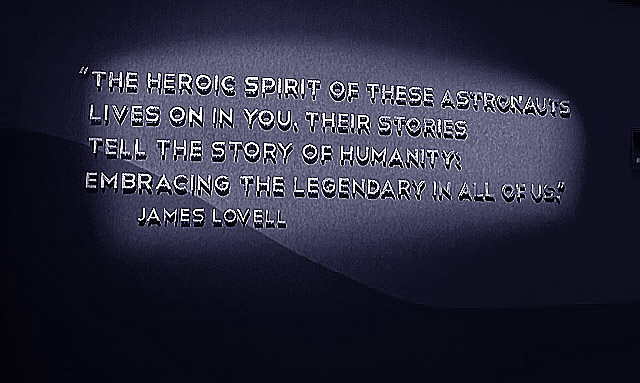 "THE HEROIC SPIRIT OF THESE ASTRONAUTS
LIVES ON IN YOU. THEIR STORIES
TELL THE STORY OF HUMANITY;
EMBRACING THE LEGENDARY IN ALL OF US."
JAMES LOVELL